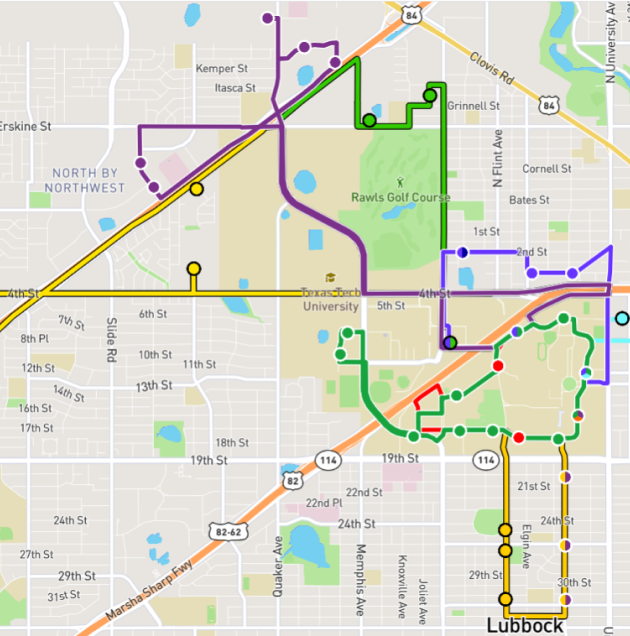 84
N University Av
Clovis Rd
Kemper St
Itasca St
84
Grinnell St
Erskine St
N Flint Ave
NORTH BY
NORTHWEST
Cornell St
Rawls Golf Course
Bates St
1st St
2nd St
4th St
Texas Tech
University
4th St
5th St
7th St
6th St
Slide Rd
8th Pl
10th St
11th St
12th St
13th St
14th St
16th St
17th St
18th St
19th St
114
19th St
114
82
22nd St
22nd Pl
21st St
24th St
82-62
24th St
24th St
Elgin Ave
27th St
Quaker Ave
Memphis Ave
Knoxville Ave
Joliet Ave
29th St
29th St
30th St
31st St
Marsha Sharp Fwy
Lubbock